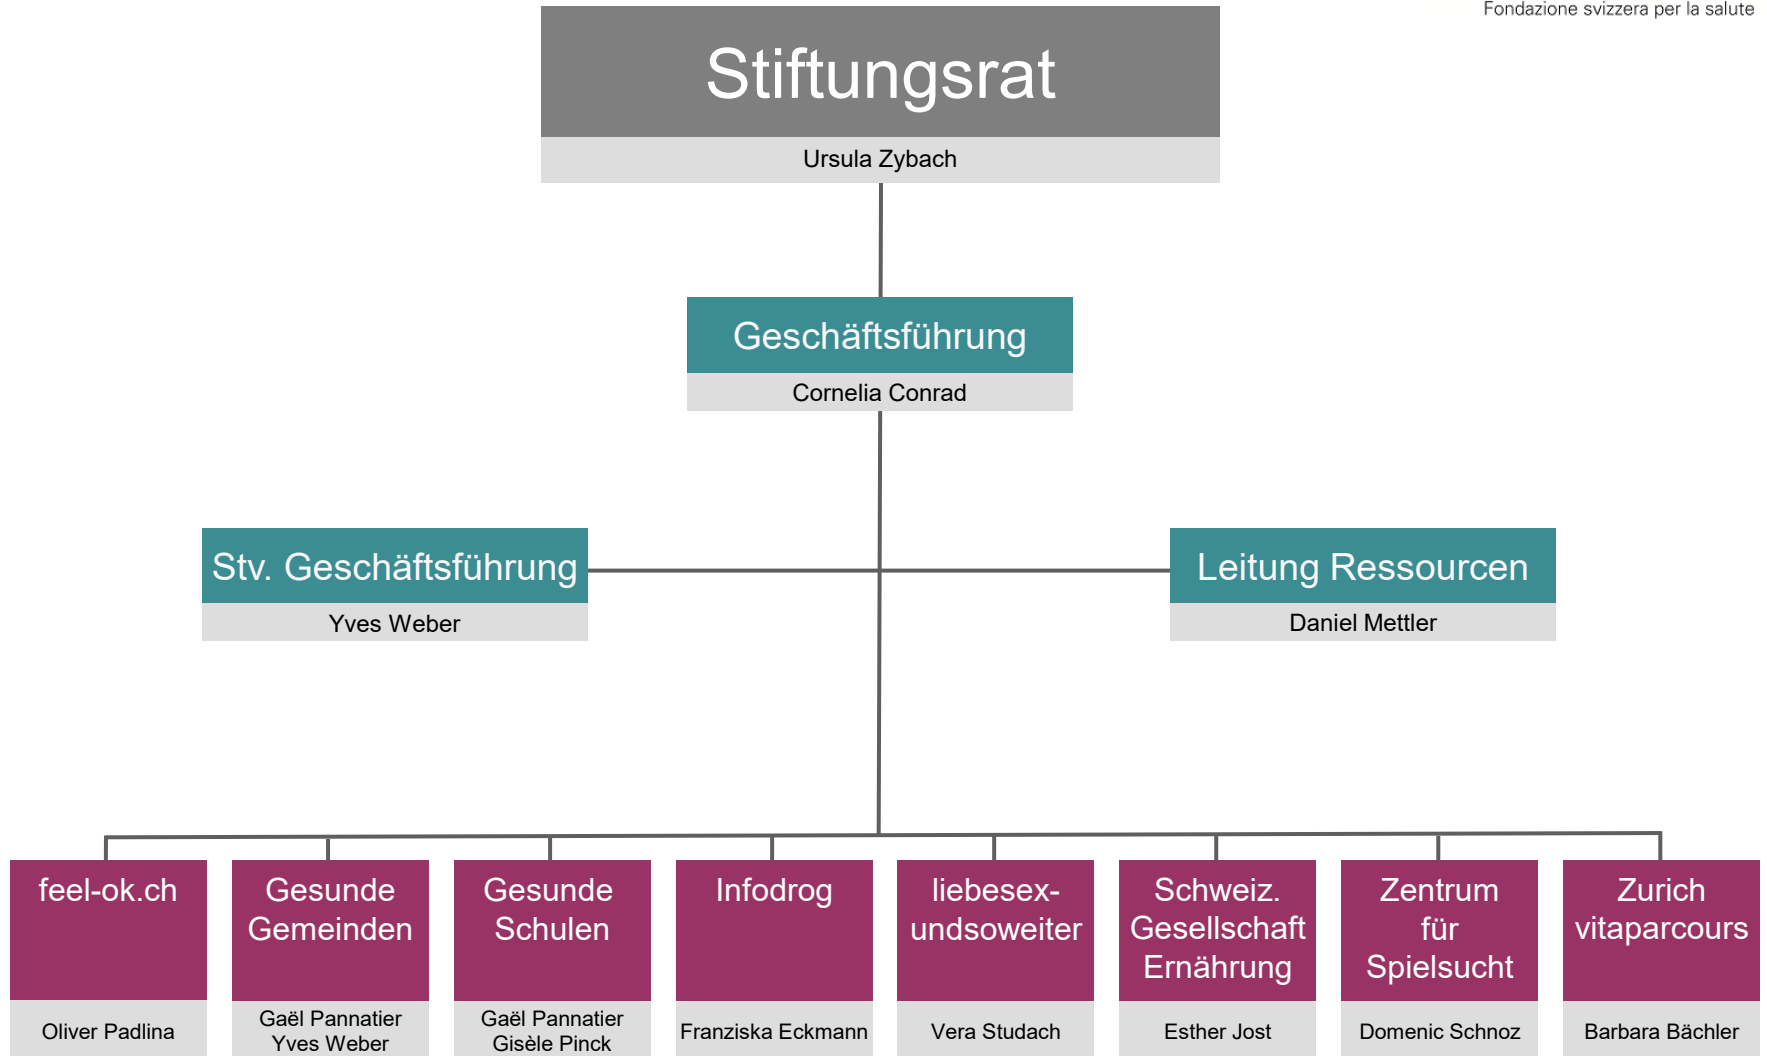 Fondazione svizzera per la salute
Stiftungsrat
Ursula Zybach
Geschäftsführung
Cornelia Conrad
Stv. Geschäftsführung
Yves Weber
Leitung Ressourcen
Daniel Mettler
feel-ok.ch
Oliver Padlina
Gesunde
Gemeinden
Gaël Pannatier
Yves Weber
Gesunde
Schulen
Gaël Pannatier
Gisèle Pinck
Infodrog
Franziska Eckmann
liebesex-
undsoweiter
Vera Studach
Schweiz.
Gesellschaft
Ernährung
Esther Jost
Zentrum
für
Spielsucht
Domenic Schnoz
Zurich
vitaparcours
Barbara Bächler